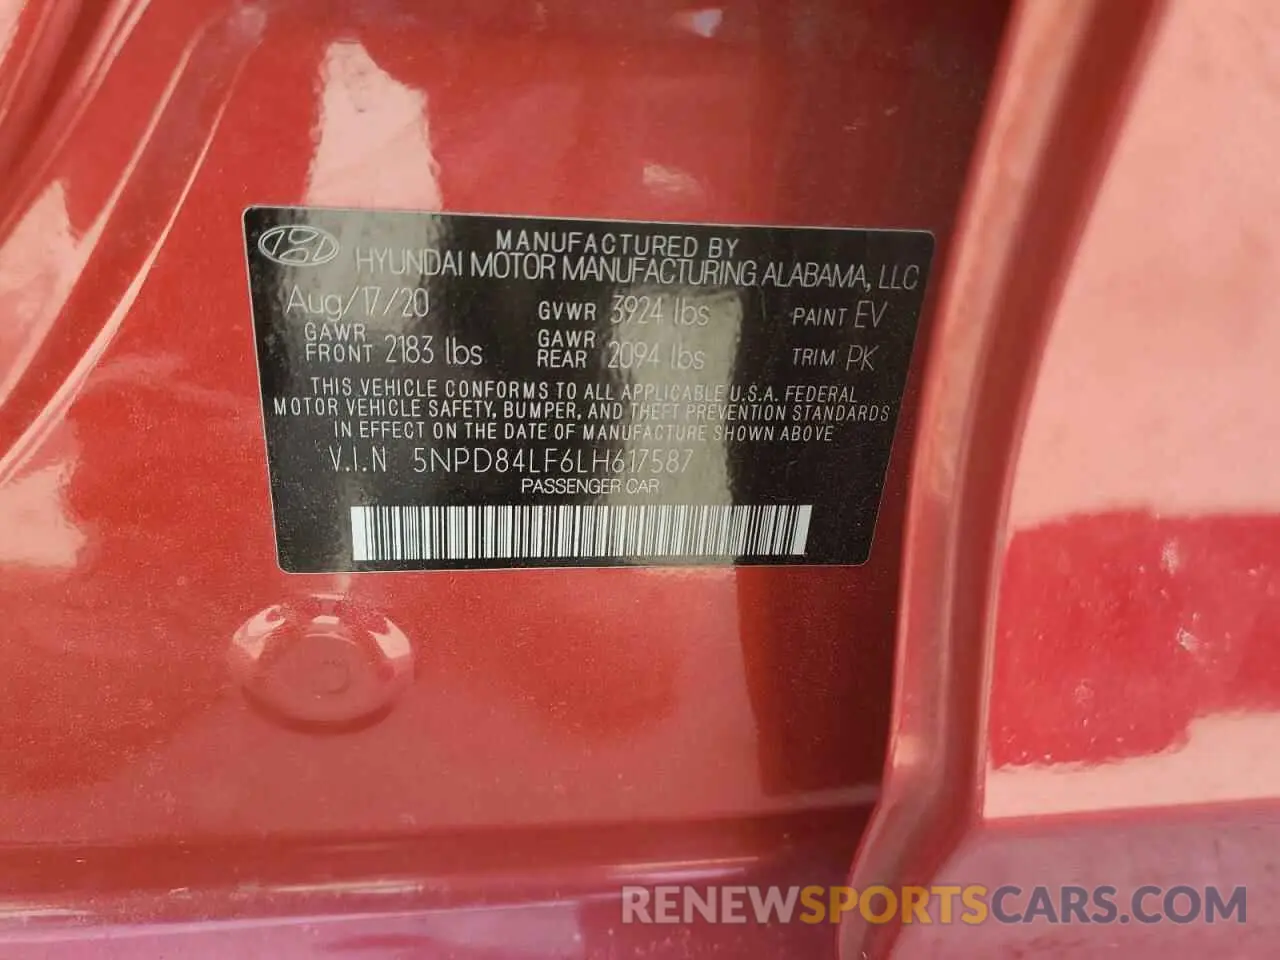 MANUFACTURED BY
HYUNDAI MOTOR MANUFACTURING ALABAMA, LLC
Aug/17/20 GVWR 3924 lbs PAINT EV
GAWR FRONT 2183 lbs GAWR REAR 2094 lbs TRIM PK
THIS VEHICLE CONFORMS TO ALL APPLICABLE U.S.A. FEDERAL
MOTOR VEHICLE SAFETY, BUMPER, AND THEFT PREVENTION STANDARDS
IN EFFECT ON THE DATE OF MANUFACTURE SHOWN ABOVE
V.I.N 5NPD84LF6LH617587
PASSENGER CAR
RENEWSPORTSCARS.COM